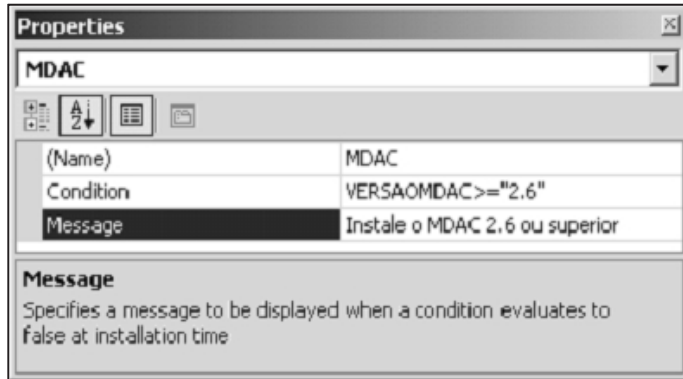 Properties
MDAC
(Name) MDAC
Condition VERSAOMDAC>="2.6"
Message Instale o MDAC 2.6 ou superior
Message
Specifies a message to be displayed when a condition evaluates to
false at installation time